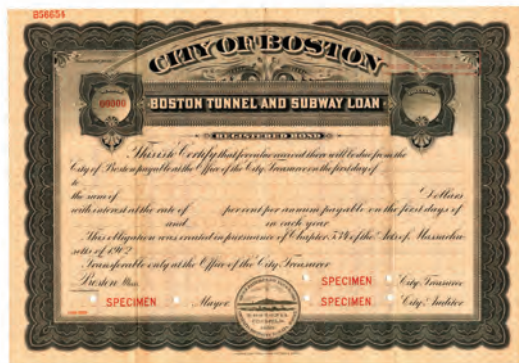 B56654
CITY OF BOSTON
00000
BOSTON TUNNEL AND SUBWAY LOAN
REGISTERED BOND
This is to Certify that for value received there will be due from the
City of Boston payable at the Office of the City Treasurer on the first day of
to
the sum of Dollars
with interest at the rate of per cent per annum payable on the first days of
and in each year
This obligation was created in pursuance of Chapter 534 of the Acts of Massachu
setts of 1902
Transferable only at the Office of the City Treasurer
Boston Mass.
SPECIMEN City Treasurer
SPECIMEN Mayor SPECIMEN City Auditor